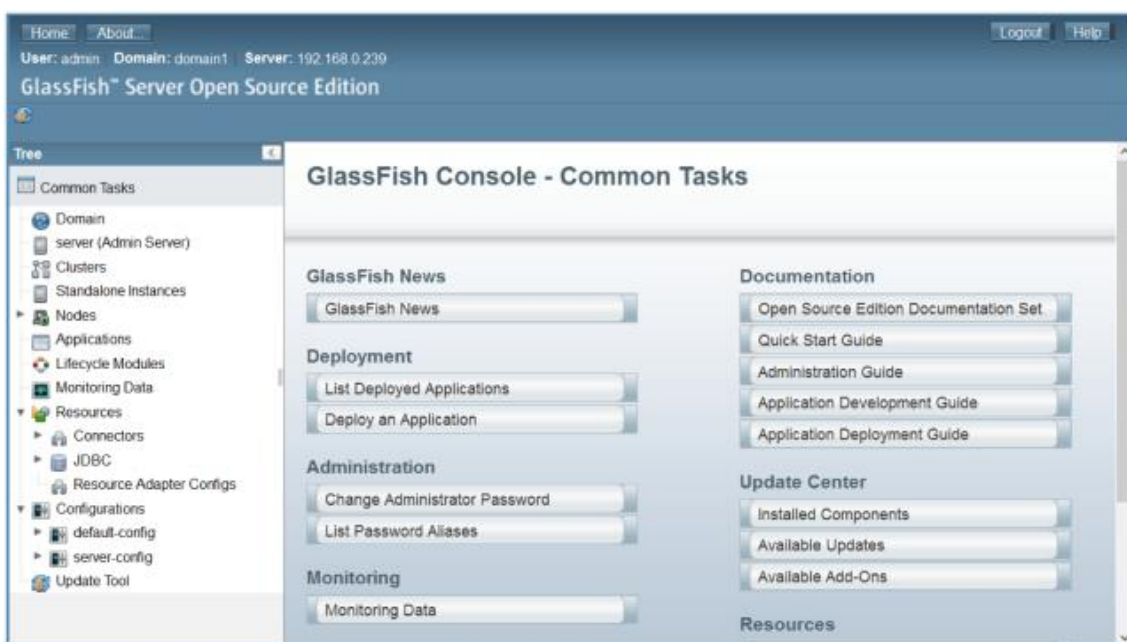 Home About...
Logout Help
User: admin Domain: domain1 Server: 192.168.0.239
GlassFish™ Server Open Source Edition
Tree
Common Tasks
Domain
server (Admin Server)
Clusters
Standalone Instances
Nodes
Applications
Lifecycle Modules
Monitoring Data
Resources
Connectors
JDBC
Resource Adapter Configs
Configurations
default-config
server-config
Update Tool
GlassFish Console - Common Tasks
GlassFish News
GlassFish News
Deployment
List Deployed Applications
Deploy an Application
Administration
Change Administrator Password
List Password Aliases
Monitoring
Monitoring Data
Documentation
Open Source Edition Documentation Set
Quick Start Guide
Administration Guide
Application Development Guide
Application Deployment Guide
Update Center
Installed Components
Available Updates
Available Add-Ons
Resources